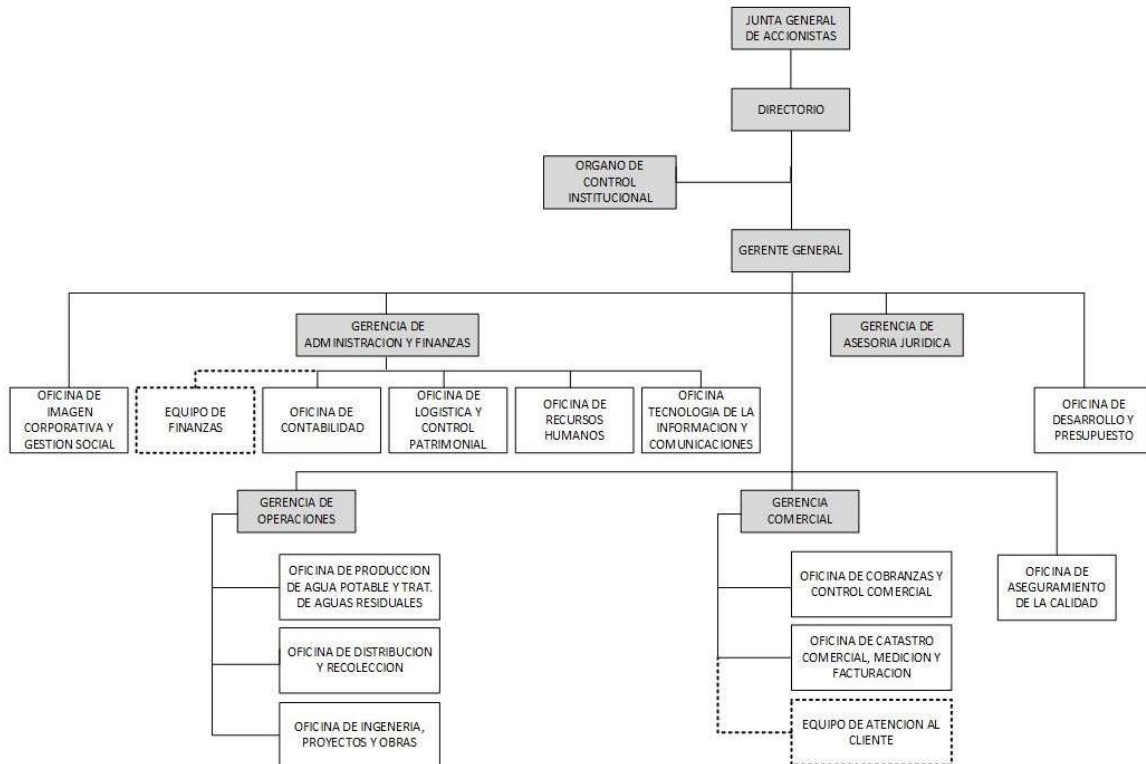 JUNTA GENERAL
DE ACCIONISTAS
DIRECTORIO
ORGANO DE
CONTROL
INSTITUCIONAL
GERENTE GENERAL
GERENCIA DE
ADMINISTRACION Y FINANZAS
GERENCIA DE
ASESORIA JURIDICA
OFICINA DE
IMAGEN
CORPORATIVA Y
GESTION SOCIAL
EQUIPO DE
FINANZAS
OFICINA DE
CONTABILIDAD
OFICINA DE
LOGISTICA Y
CONTROL
PATRIMONIAL
OFICINA DE
RECURSOS
HUMANOS
OFICINA
TECNOLOGIA DE LA
INFORMACION Y
COMUNICACIONES
OFICINA DE
DESARROLLO Y
PRESUPUESTO
GERENCIA DE
OPERACIONES
GERENCIA
COMERCIAL
OFICINA DE PRODUCCION
DE AGUA POTABLE Y TRAT.
DE AGUAS RESIDUALES
OFICINA DE COBRANZAS Y
CONTROL COMERCIAL
OFICINA DE
ASEGURAMIENTO
DE LA CALIDAD
OFICINA DE DISTRIBUCION
Y RECOLECCION
OFICINA DE CATASTRO
COMERCIAL, MEDICION Y
FACTURACION
OFICINA DE INGENERIA,
PROYECTOS Y OBRAS
EQUIPO DE ATENCION AL
CLIENTE